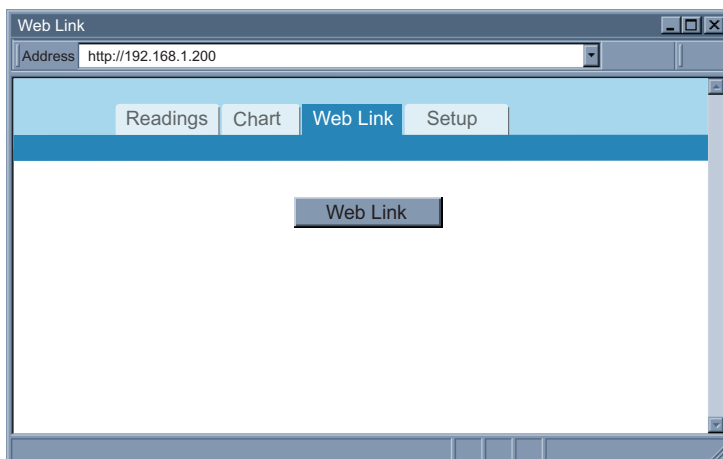 Web Link
Address http://192.168.1.200
Readings Chart Web Link Setup
Web Link